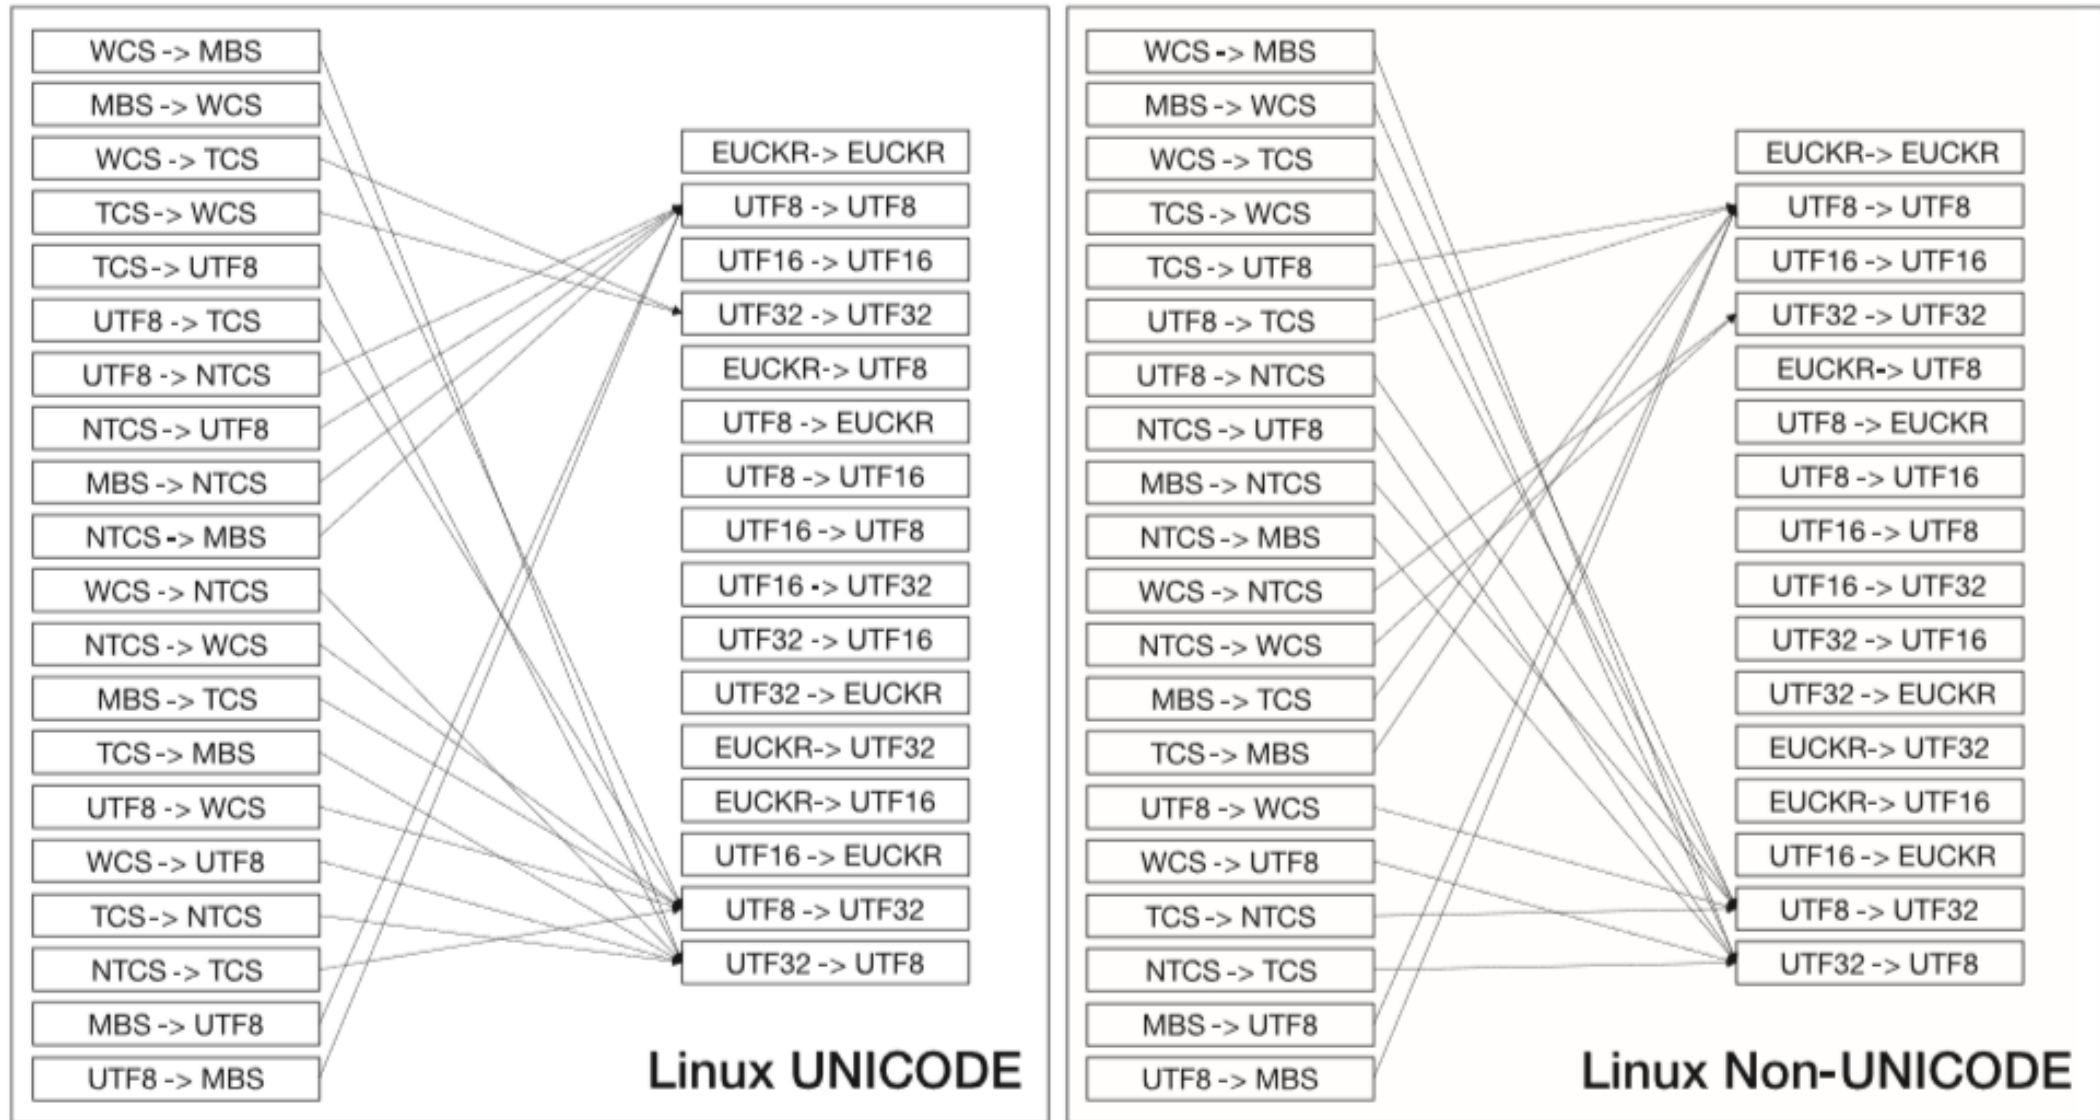 WCS -> MBS
MBS -> WCS
WCS -> TCS
TCS -> WCS
TCS -> UTF8
UTF8 -> TCS
UTF8 -> NTCS
NTCS -> UTF8
MBS -> NTCS
NTCS -> MBS
WCS -> NTCS
NTCS -> WCS
MBS -> TCS
TCS -> MBS
UTF8 -> WCS
WCS -> UTF8
TCS -> NTCS
NTCS -> TCS
MBS -> UTF8
UTF8 -> MBS
EUCKR -> EUCKR
UTF8 -> UTF8
UTF16 -> UTF16
UTF32 -> UTF32
EUCKR -> UTF8
UTF8 -> EUCKR
UTF8 -> UTF16
UTF16 -> UTF8
UTF16 -> UTF32
UTF32 -> UTF16
UTF32 -> EUCKR
EUCKR -> UTF32
EUCKR -> UTF16
UTF16 -> EUCKR
UTF8 -> UTF32
UTF32 -> UTF8
Linux UNICODE
WCS -> MBS
MBS -> WCS
WCS -> TCS
TCS -> WCS
TCS -> UTF8
UTF8 -> TCS
UTF8 -> NTCS
NTCS -> UTF8
MBS -> NTCS
NTCS -> MBS
WCS -> NTCS
NTCS -> WCS
MBS -> TCS
TCS -> MBS
UTF8 -> WCS
WCS -> UTF8
TCS -> NTCS
NTCS -> TCS
MBS -> UTF8
UTF8 -> MBS
EUCKR -> EUCKR
UTF8 -> UTF8
UTF16 -> UTF16
UTF32 -> UTF32
EUCKR -> UTF8
UTF8 -> EUCKR
UTF8 -> UTF16
UTF16 -> UTF8
UTF16 -> UTF32
UTF32 -> UTF16
UTF32 -> EUCKR
EUCKR -> UTF32
EUCKR -> UTF16
UTF16 -> EUCKR
UTF8 -> UTF32
UTF32 -> UTF8
Linux Non-UNICODE